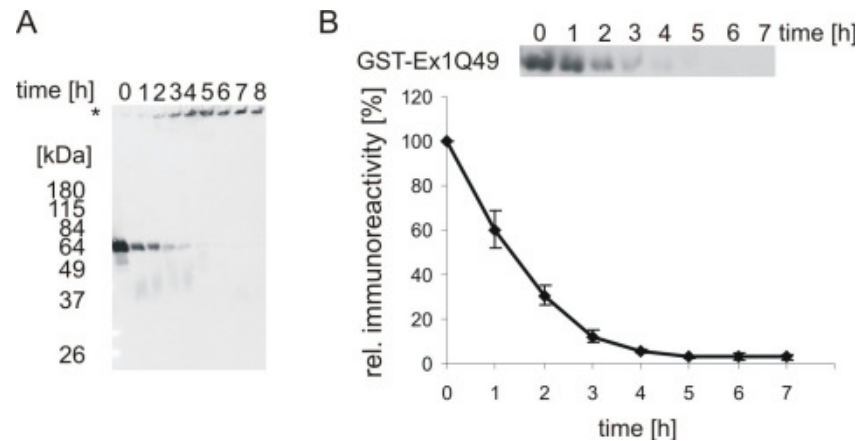 A
time [h] 0 1 2 3 4 5 6 7 8
*
[kDa]
180
115
84
64
49
37
26
B
0 1 2 3 4 5 6 7 time [h]
GST-Ex1Q49
rel. immunoreactivity [%]
120
100
80
60
40
20
0
0 1 2 3 4 5 6 7
time [h]